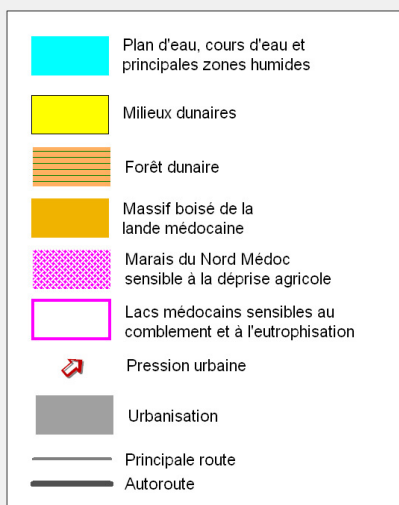 Plan d'eau, cours d'eau et
principales zones humides
Milieux dunaires
Forêt dunaire
Massif boisé de la
lande médocaine
Marais du Nord Médoc
sensible à la déprise agricole
Lacs médocains sensibles au
comblement et à l'eutrophisation
Pression urbaine
Urbanisation
Principale route
Autoroute